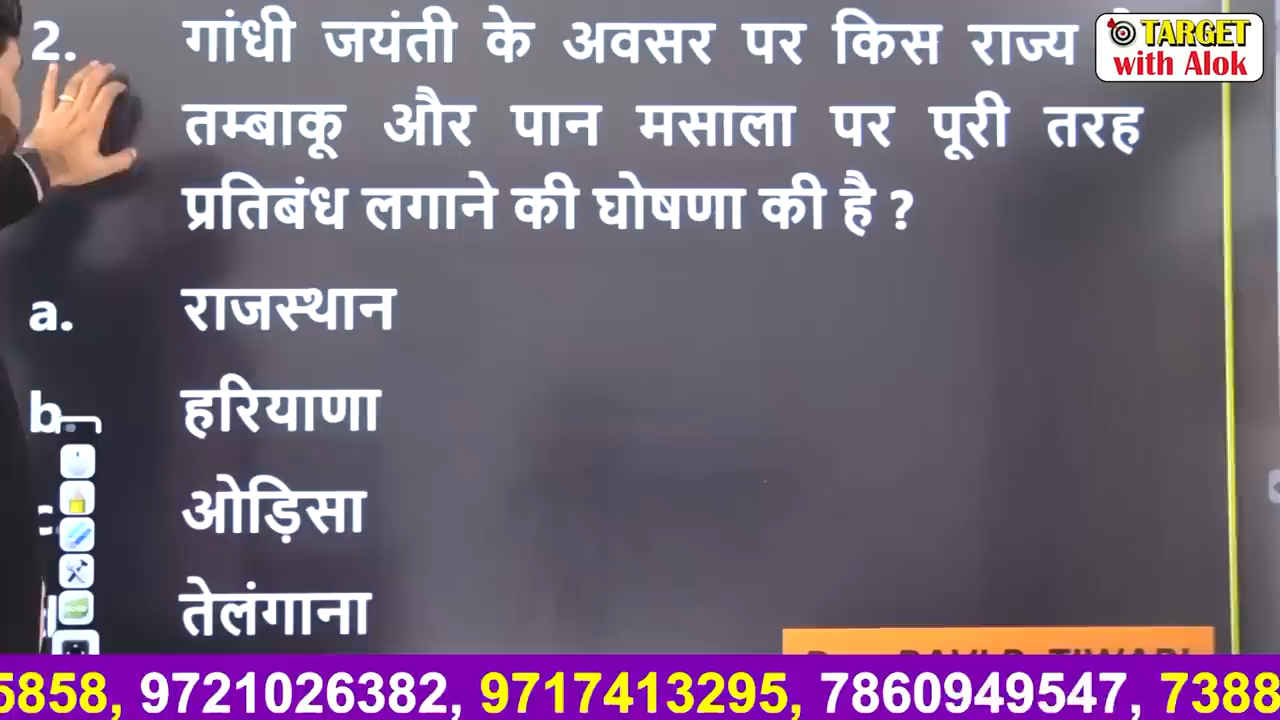 2. गांधी जयंती के अवसर पर किस राज्य
TARGET
with Alok
तम्बाकू और पान मसाला पर पूरी तरह
प्रतिबंध लगाने की घोषणा की है ?
a. राजस्थान
b. हरियाणा
ओड़िसा
तेलंगाना
5858, 9721026382, 9717413295, 7860949547, 7388